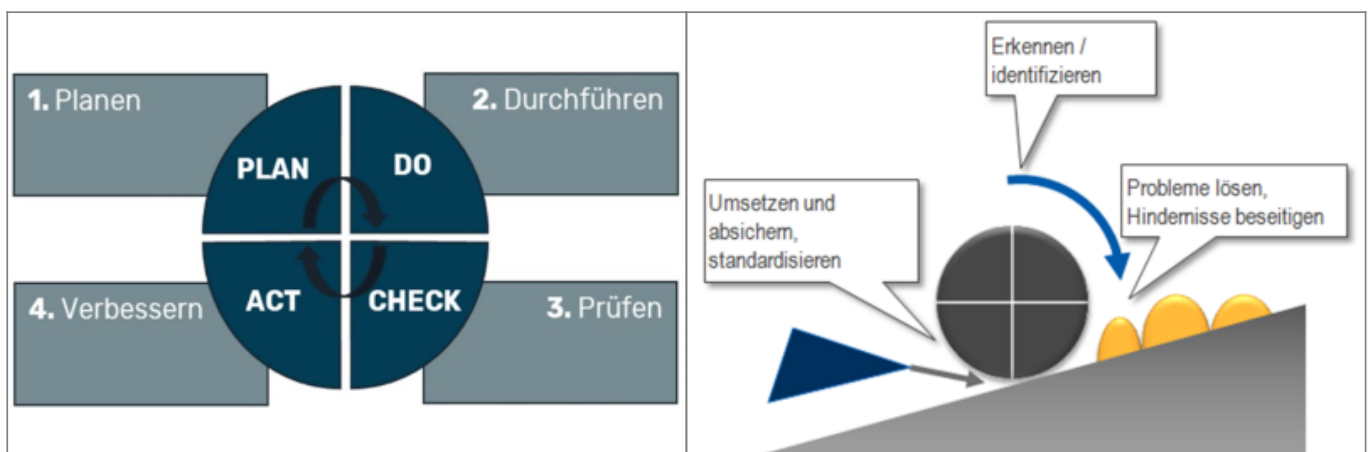 1. Planen
2. Durchführen
PLAN
DO
ACT
CHECK
4. Verbessern
3. Prüfen
Erkennen /
identifizieren
Probleme lösen,
Hindernisse beseitigen
Umsetzen und
absichern,
standardisieren